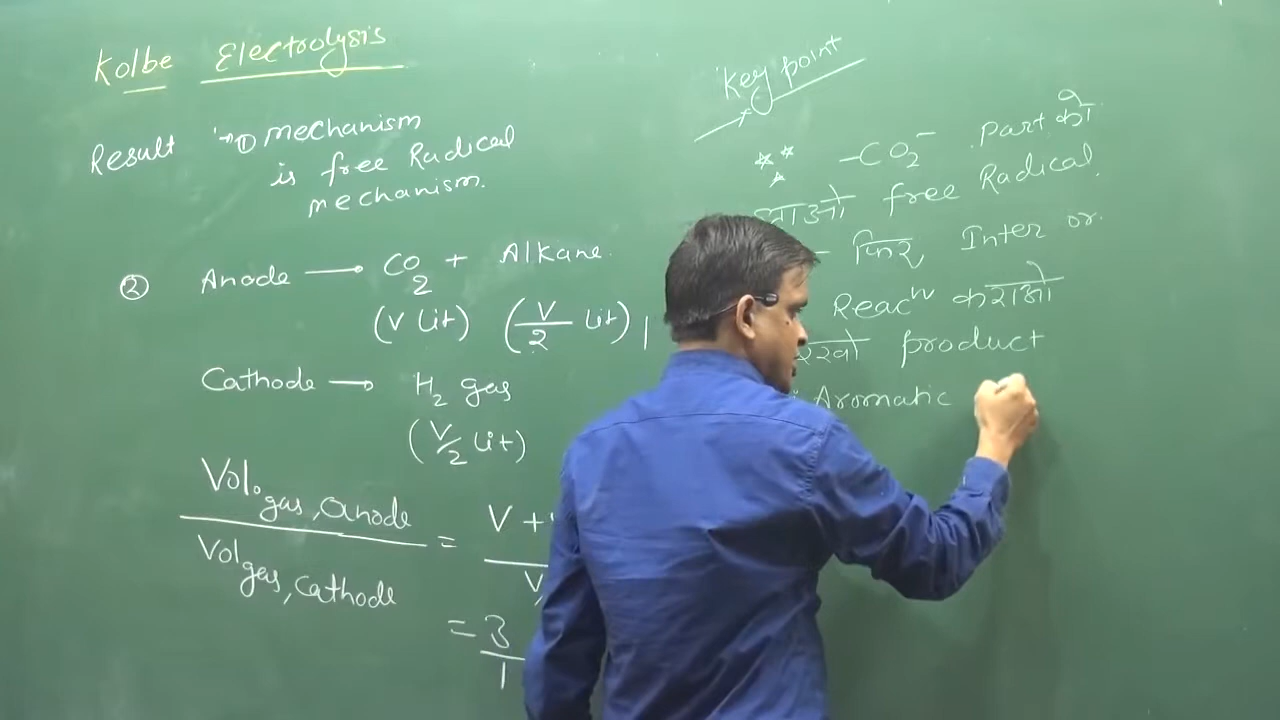 Kolbe Electrolysis
Result → ① mechanism
is free Radical
mechanism.
② Anode → CO2 + Alkane.
(V Lit) (V/2 Lit)
Cathode → H2 gas
(V/2 Lit)
Vol. gas, anode / Vol gas, cathode = V +
= 3/1
Key point
-CO2⁻ Part को
free Radical.
फिर, Inter or
Reacⁿ कराओ
product
Aromatic